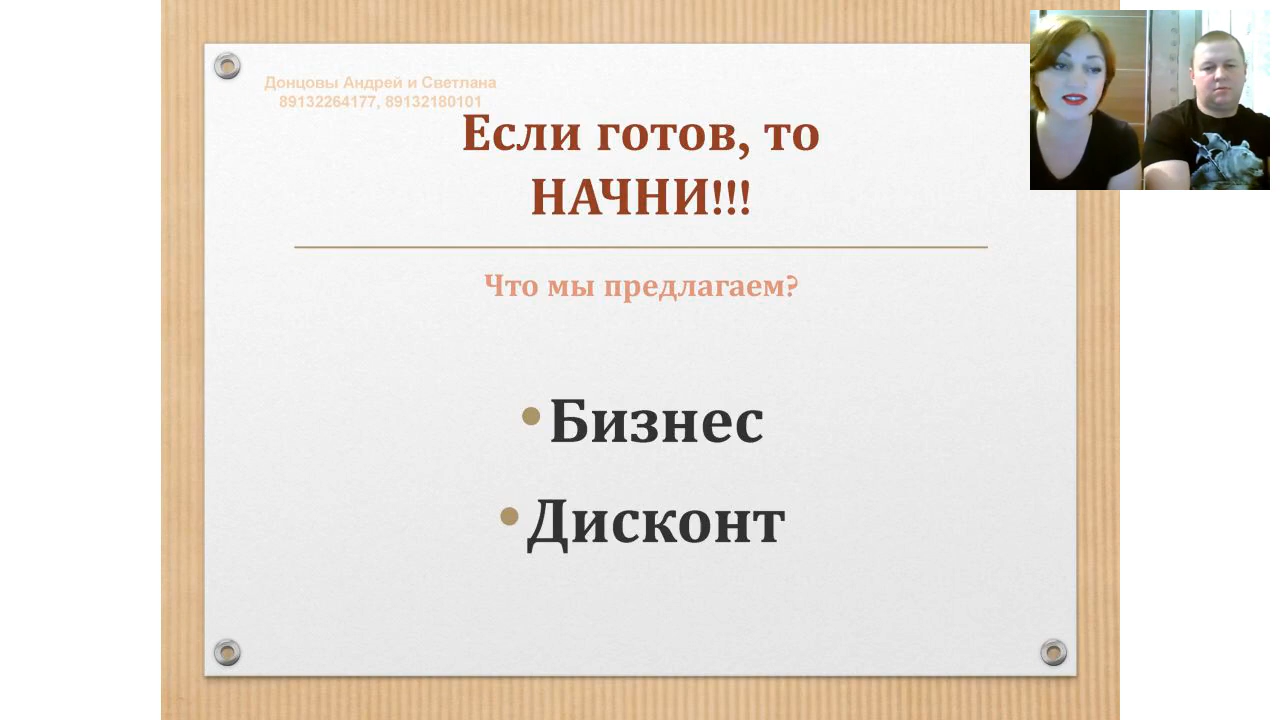 Донцовы Андрей и Светлана
89132264177, 89132180101
Если готов, то
НАЧНИ!!!
Что мы предлагаем?
•Бизнес
•Дисконт